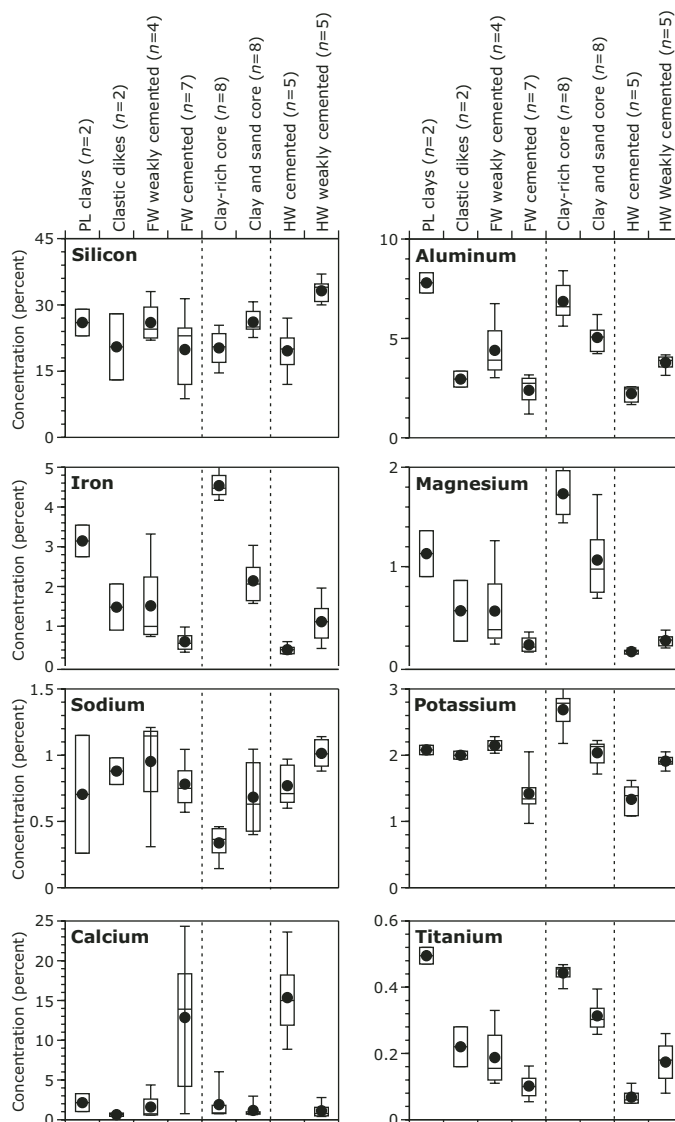 PL clays (n=2)
Clastic dikes (n=2)
FW weakly cemented (n=4)
FW cemented (n=7)
Clay-rich core (n=8)
Clay and sand core (n=8)
HW cemented (n=5)
HW weakly cemented (n=5)
PL clays (n=2)
Clastic dikes (n=2)
FW weakly cemented (n=4)
FW cemented (n=7)
Clay-rich core (n=8)
Clay and sand core (n=8)
HW cemented (n=5)
HW Weakly cemented (n=5)
Concentration (percent)
45
30
15
0
Silicon
10
5
0
Aluminum
Concentration (percent)
5
4
3
2
1
0
Iron
2
1
0
Magnesium
Concentration (percent)
1.5
1
0.5
0
Sodium
3
2
1
0
Potassium
Concentration (percent)
25
20
15
10
5
0
Calcium
0.6
0.4
0.2
0
Titanium